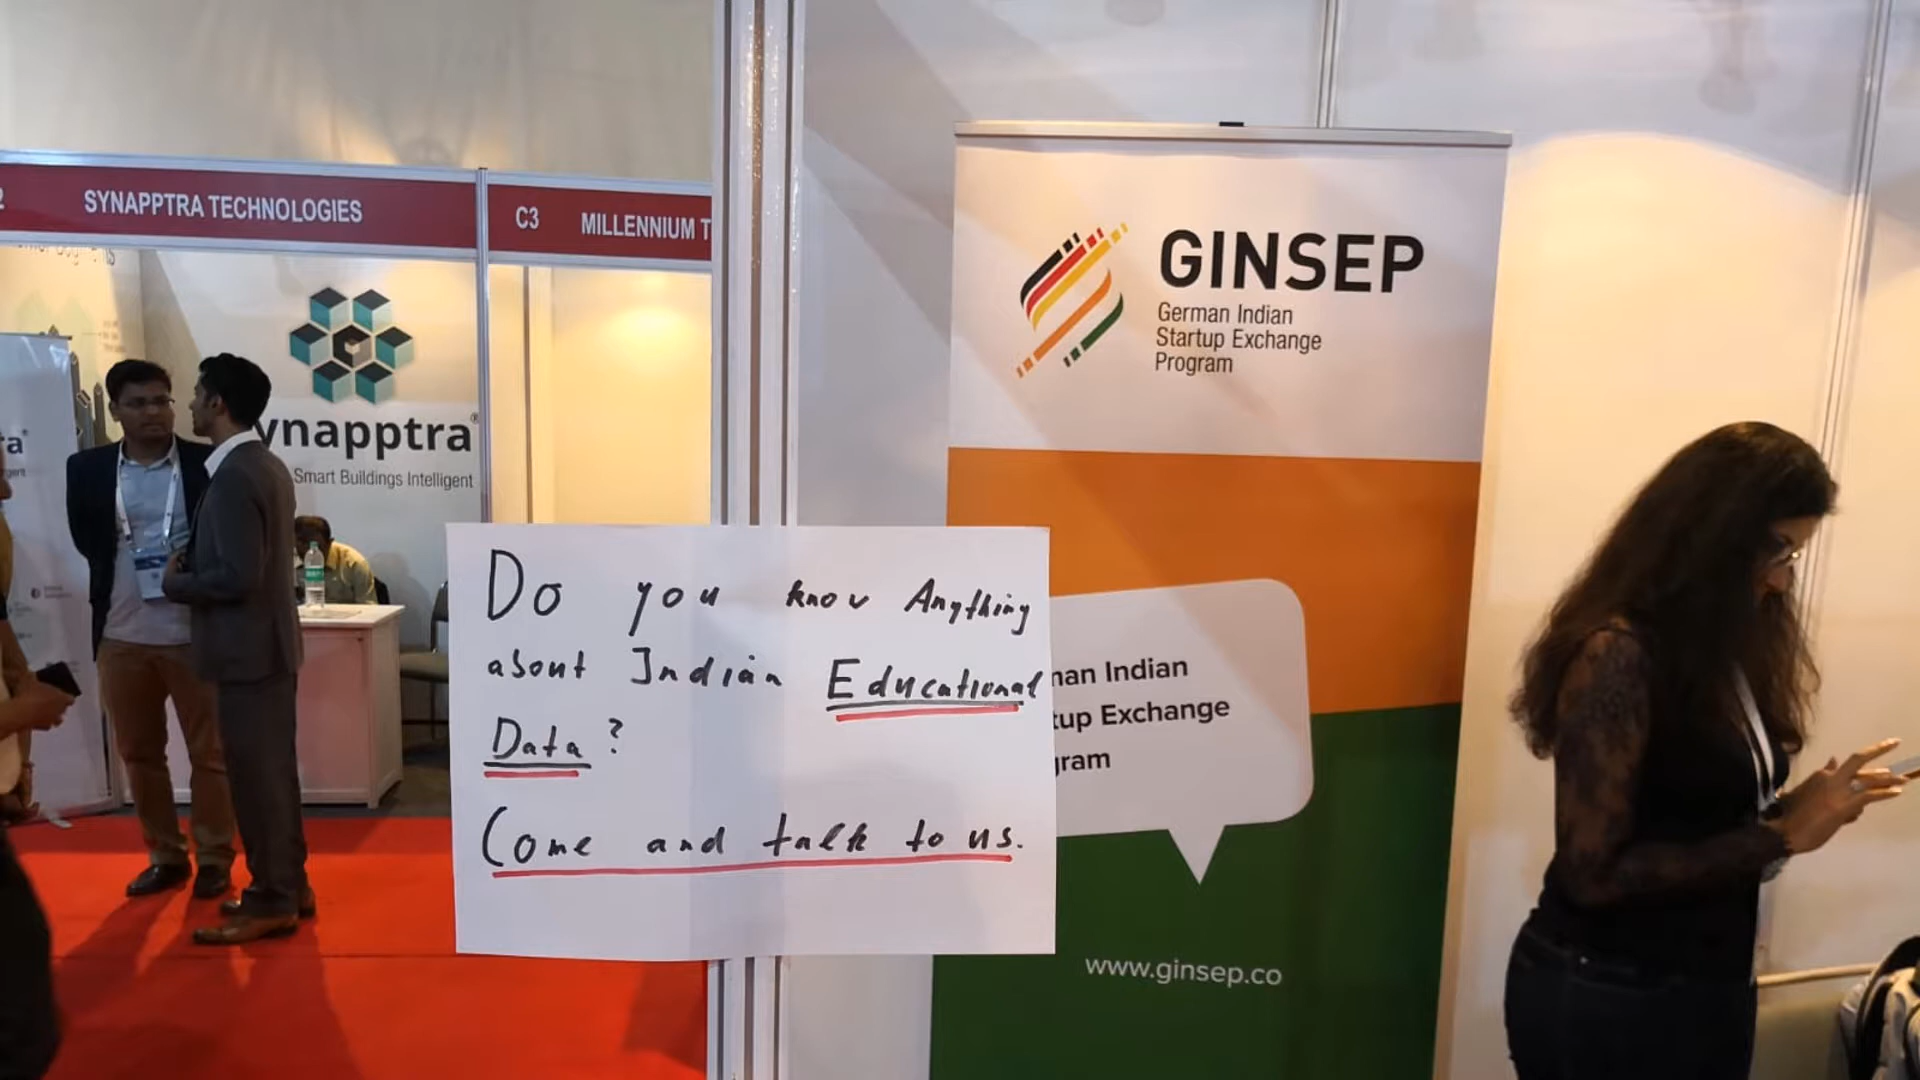 SYNAPPTRA TECHNOLOGIES
C3 MILLENNIUM T
ynapptra
Smart Buildings Intelligent
GINSEP
German Indian
Startup Exchange
Program
Do you know Anything
about Indian Educational
Data?
Come and talk to us.
man Indian
tup Exchange
gram
www.ginsep.co